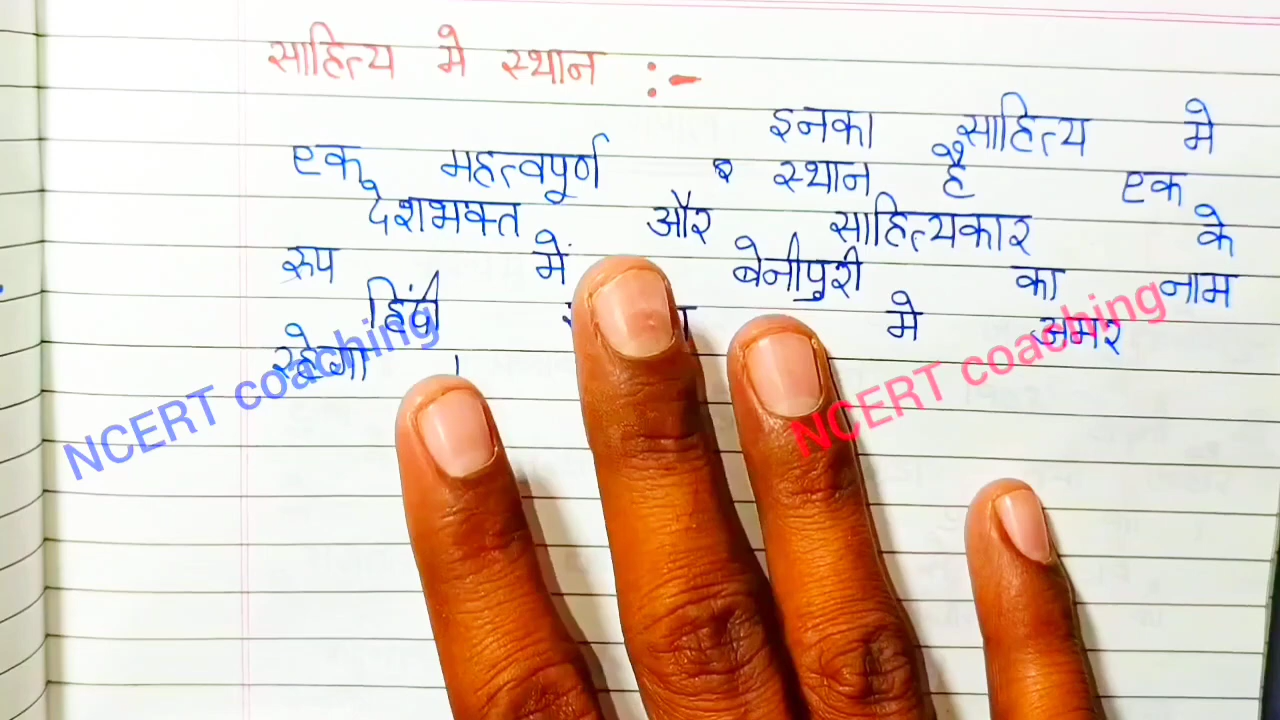 साहित्य मे स्थान :-
इनका साहित्य मे
एक महत्वपूर्ण स्थान है एक
देशभक्त और साहित्यकार के
रुप में बेनीपुरी का नाम
हिंदी मे अमर
रहेगा ।
NCERT coaching
NCERT coaching